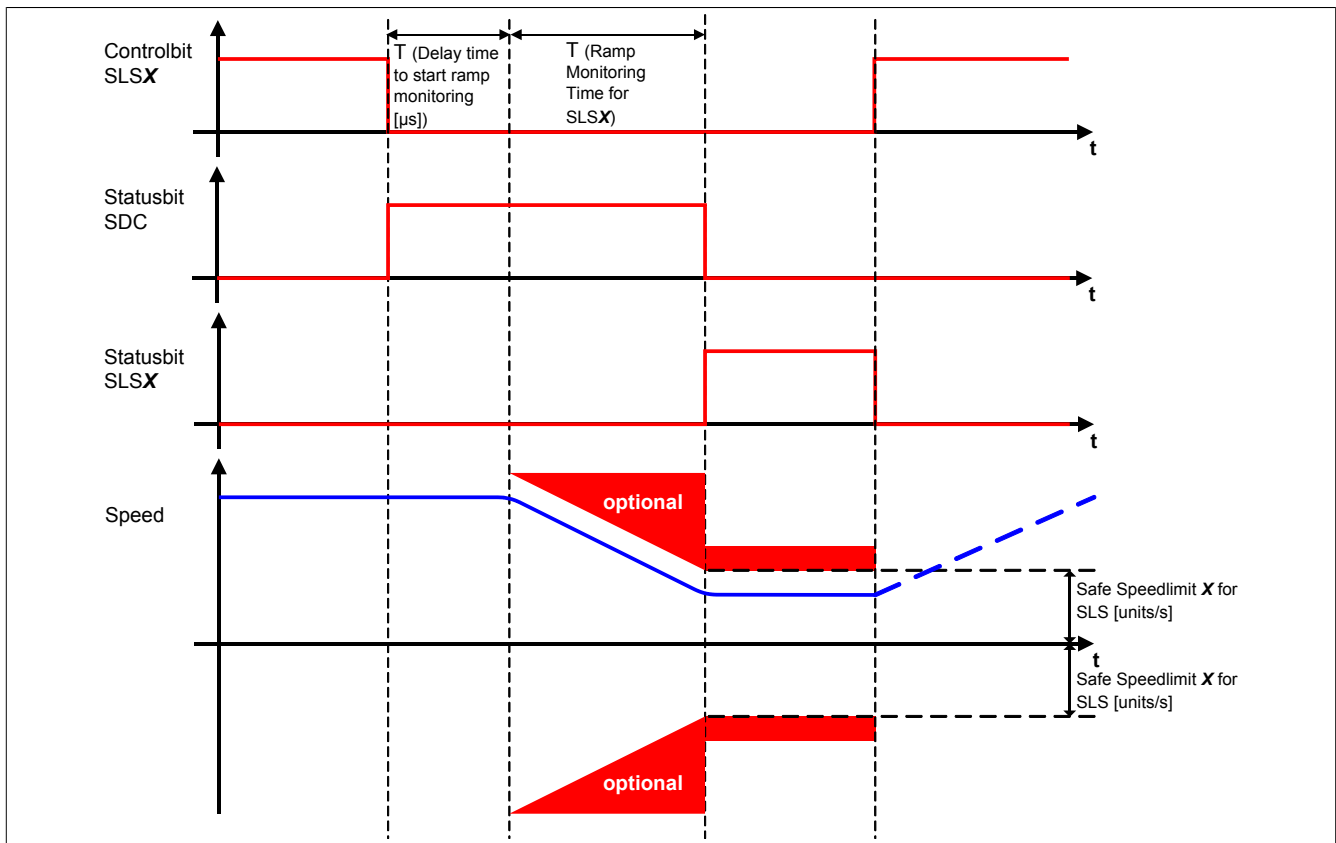 Controlbit
SLSX
T (Delay time
to start ramp
monitoring
[µs])
T (Ramp
Monitoring
Time for
SLSX)
t
Statusbit
SDC
t
Statusbit
SLSX
t
Speed
optional
Safe Speedlimit X for
SLS [units/s]
t
Safe Speedlimit X for
SLS [units/s]
optional